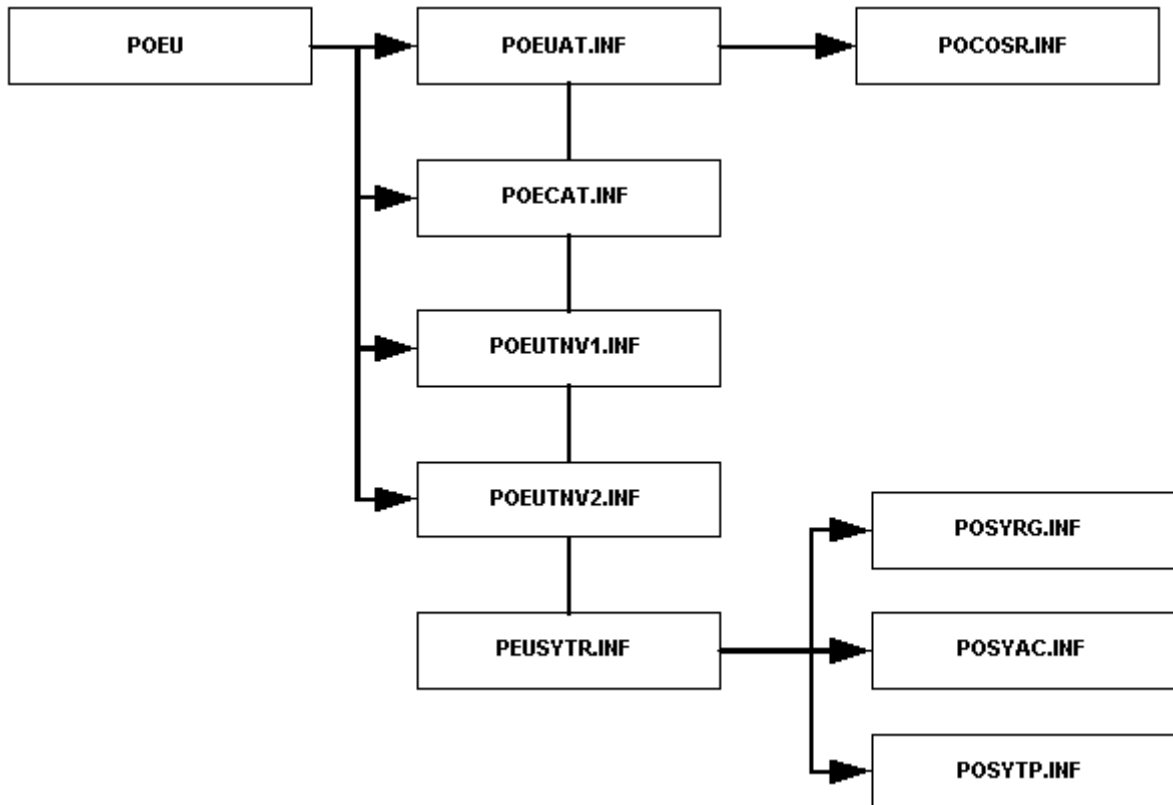 POEU
POEUAT.INF
POCOSR.INF
POECAT.INF
POEUTNV1.INF
POEUTNV2.INF
POSYRG.INF
PEUSYTR.INF
POSYAC.INF
POSYTP.INF